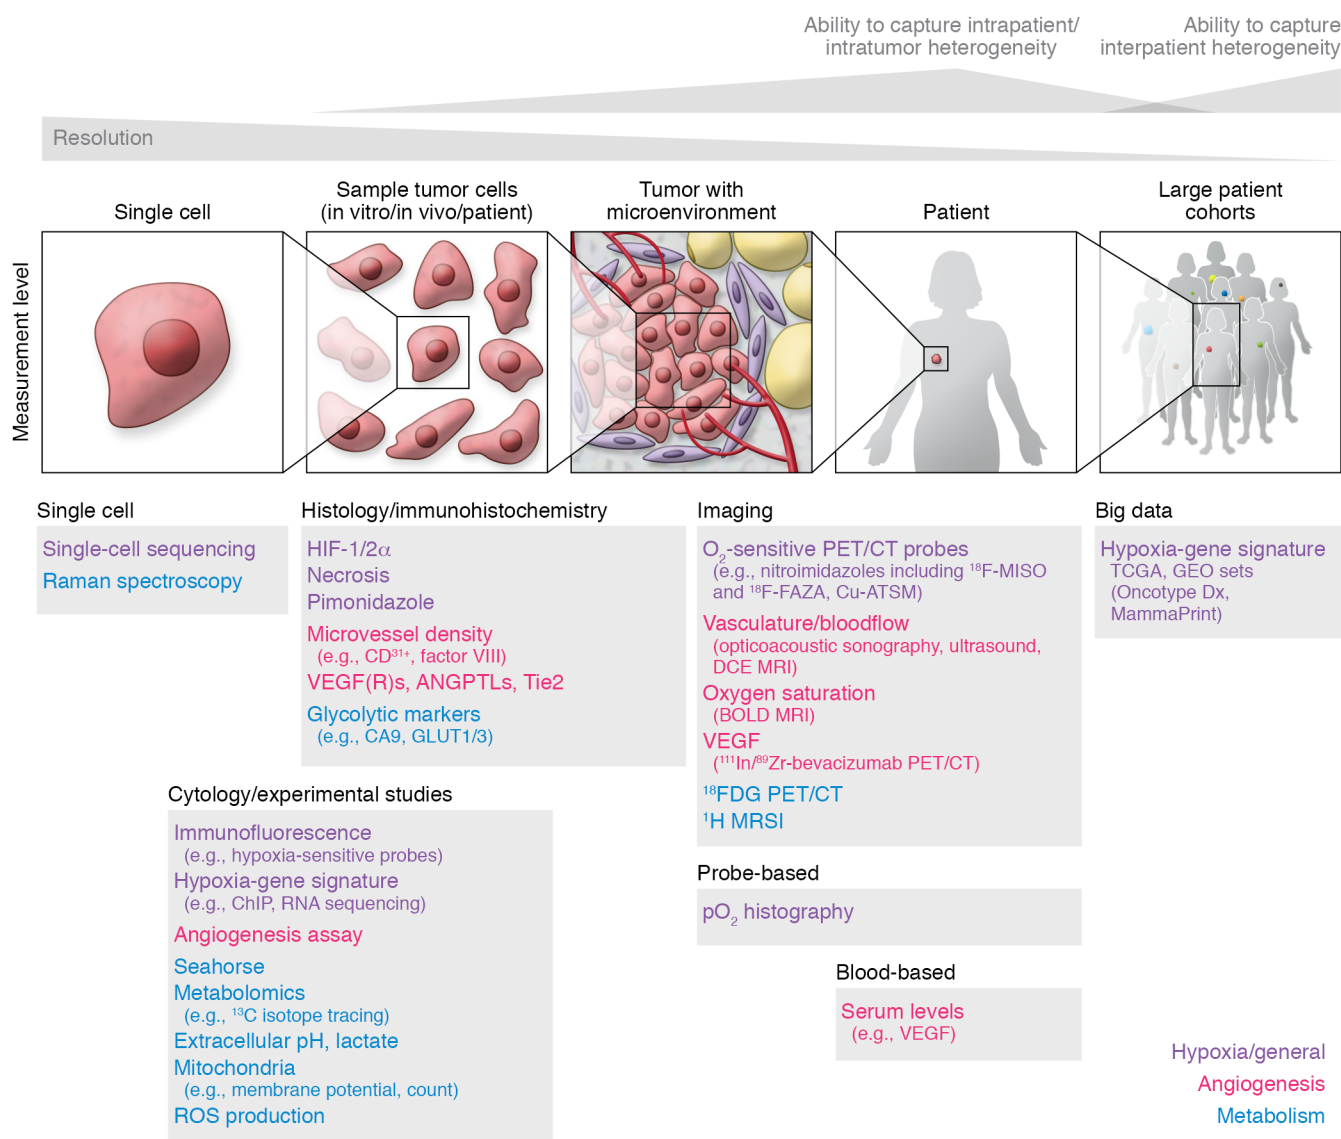 Ability to capture intrapatient/
intratumor heterogeneity
Ability to capture
interpatient heterogeneity
Resolution
Single cell
Sample tumor cells
(in vitro/in vivo/patient)
Tumor with
microenvironment
Patient
Large patient
cohorts
Measurement level
Single cell
Single-cell sequencing
Raman spectroscopy
Histology/immunohistochemistry
HIF-1/2α
Necrosis
Pimonidazole
Microvessel density
(e.g., CD³¹⁺, factor VIII)
VEGF(R)s, ANGPTLs, Tie2
Glycolytic markers
(e.g., CA9, GLUT1/3)
Cytology/experimental studies
Immunofluorescence
(e.g., hypoxia-sensitive probes)
Hypoxia-gene signature
(e.g., ChIP, RNA sequencing)
Angiogenesis assay
Seahorse
Metabolomics
(e.g., ¹³C isotope tracing)
Extracellular pH, lactate
Mitochondria
(e.g., membrane potential, count)
ROS production
Imaging
O₂-sensitive PET/CT probes
(e.g., nitroimidazoles including ¹⁸F-MISO
and ¹⁸F-FAZA, Cu-ATSM)
Vasculature/bloodflow
(opticoacoustic sonography, ultrasound,
DCE MRI)
Oxygen saturation
(BOLD MRI)
VEGF
(¹¹¹In/⁸⁹Zr-bevacizumab PET/CT)
¹⁸FDG PET/CT
¹H MRSI
Probe-based
pO₂ histography
Blood-based
Serum levels
(e.g., VEGF)
Big data
Hypoxia-gene signature
TCGA, GEO sets
(Oncotype Dx,
MammaPrint)
Hypoxia/general
Angiogenesis
Metabolism